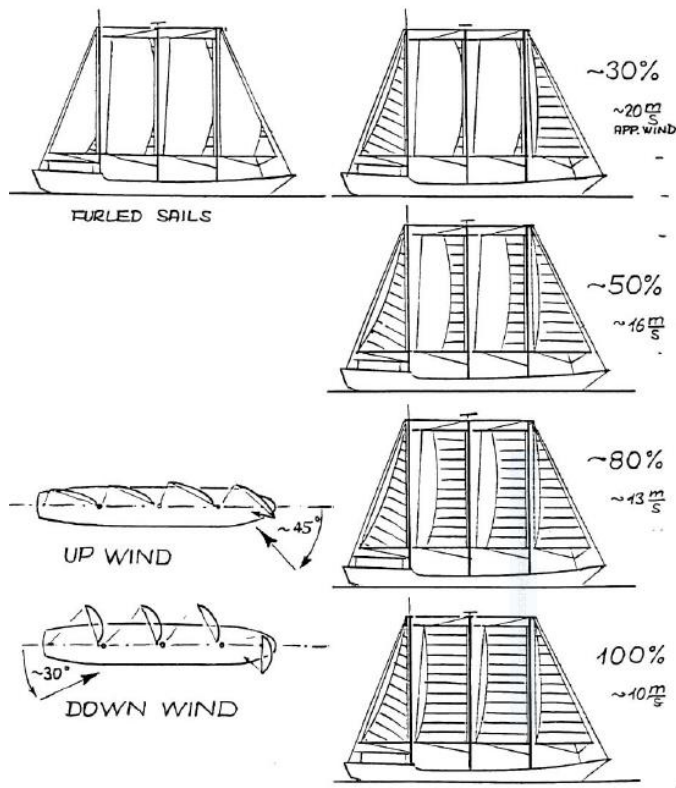 FURLED SAILS
~30%
~20 m/s
APP. WIND
~50%
~16 m/s
~80%
~13 m/s
~45°
UP WIND
100%
~10 m/s
~30°
DOWN WIND